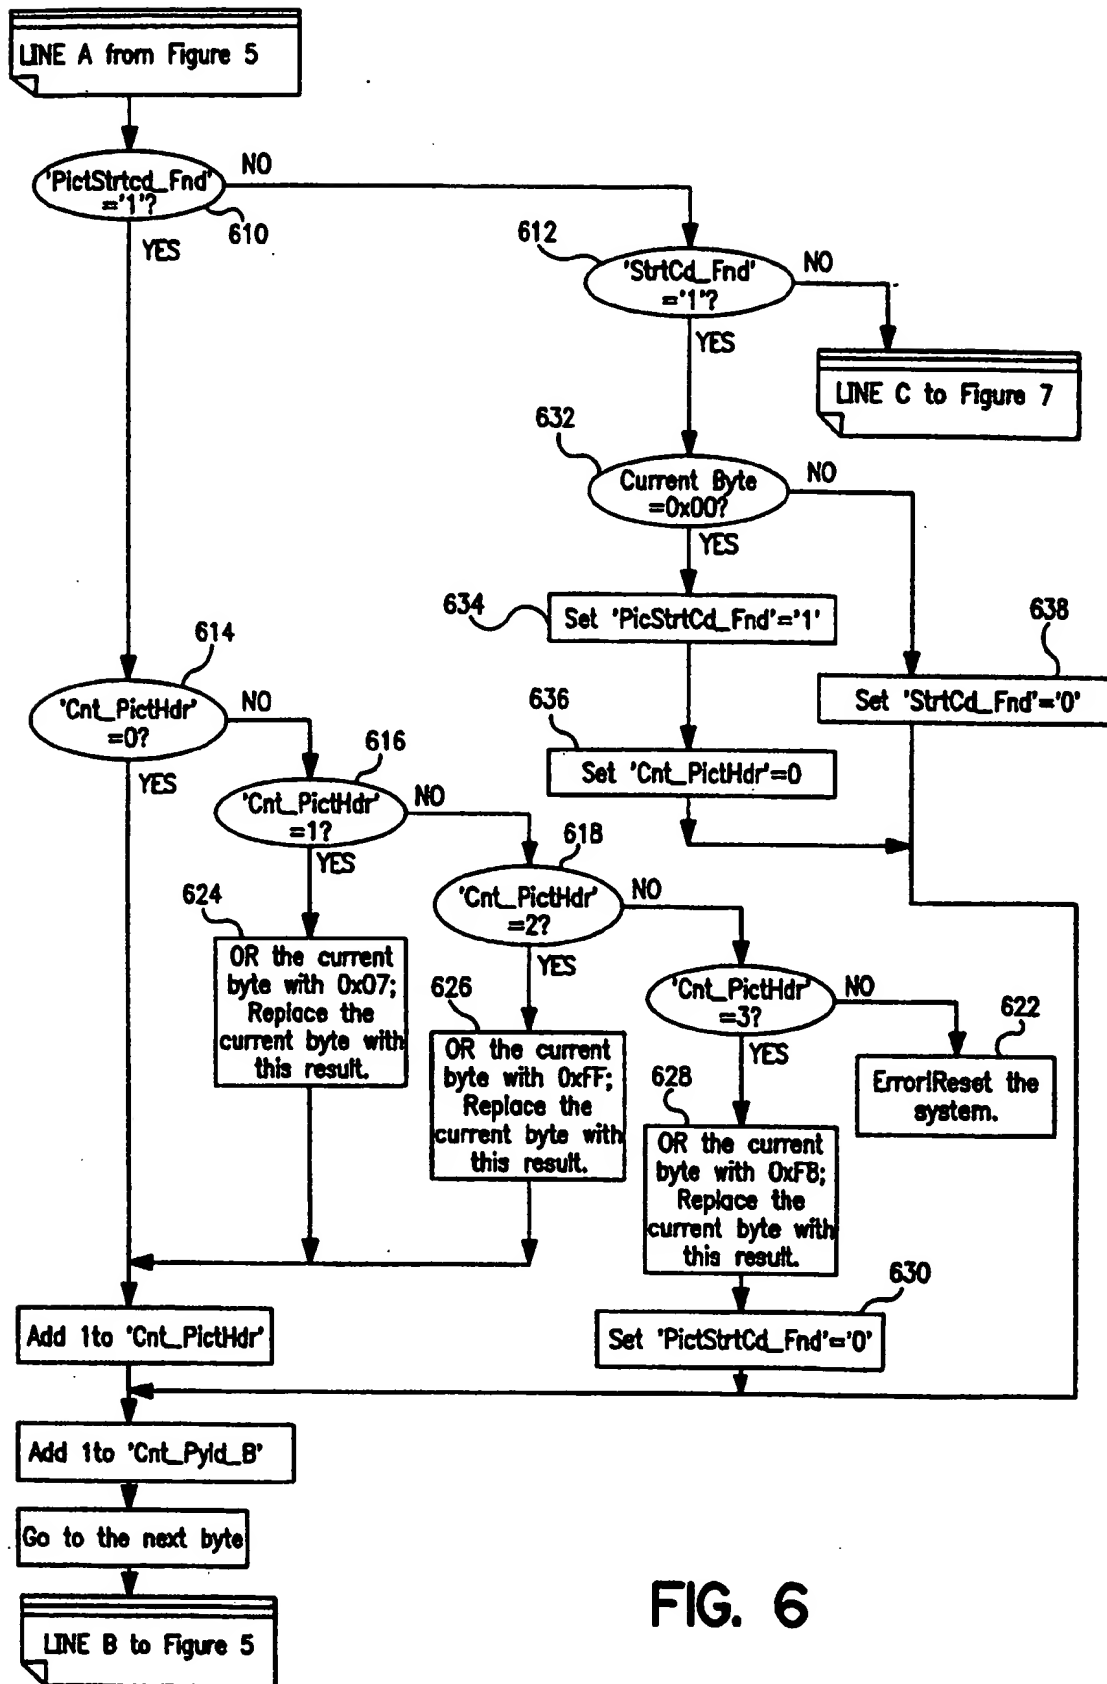 LINE A from Figure 5
'PictStrtcd_Fnd'
='1'?
NO
610
YES
612
'StrtCd_Fnd'
='1'?
NO
YES
LINE C to Figure 7
632
Current Byte
=0x00?
NO
YES
634
Set 'PicStrtCd_Fnd'='1'
638
Set 'StrtCd_Fnd'='0'
614
'Cnt_PictHdr'
=0?
NO
YES
636
Set 'Cnt_PictHdr'=0
616
'Cnt_PictHdr'
=1?
NO
YES
618
'Cnt_PictHdr'
=2?
NO
YES
624
OR the current
byte with 0x07;
Replace the
current byte with
this result.
626
OR the current
byte with 0xFF;
Replace the
current byte with
this result.
'Cnt_PictHdr'
=3?
NO
YES
622
Error!Reset the
system.
628
OR the current
byte with 0xF8;
Replace the
current byte with
this result.
630
Set 'PictStrtCd_Fnd'='0'
Add 1to 'Cnt_PictHdr'
Add 1to 'Cnt_Pyld_B'
Go to the next byte
LINE B to Figure 5
FIG. 6